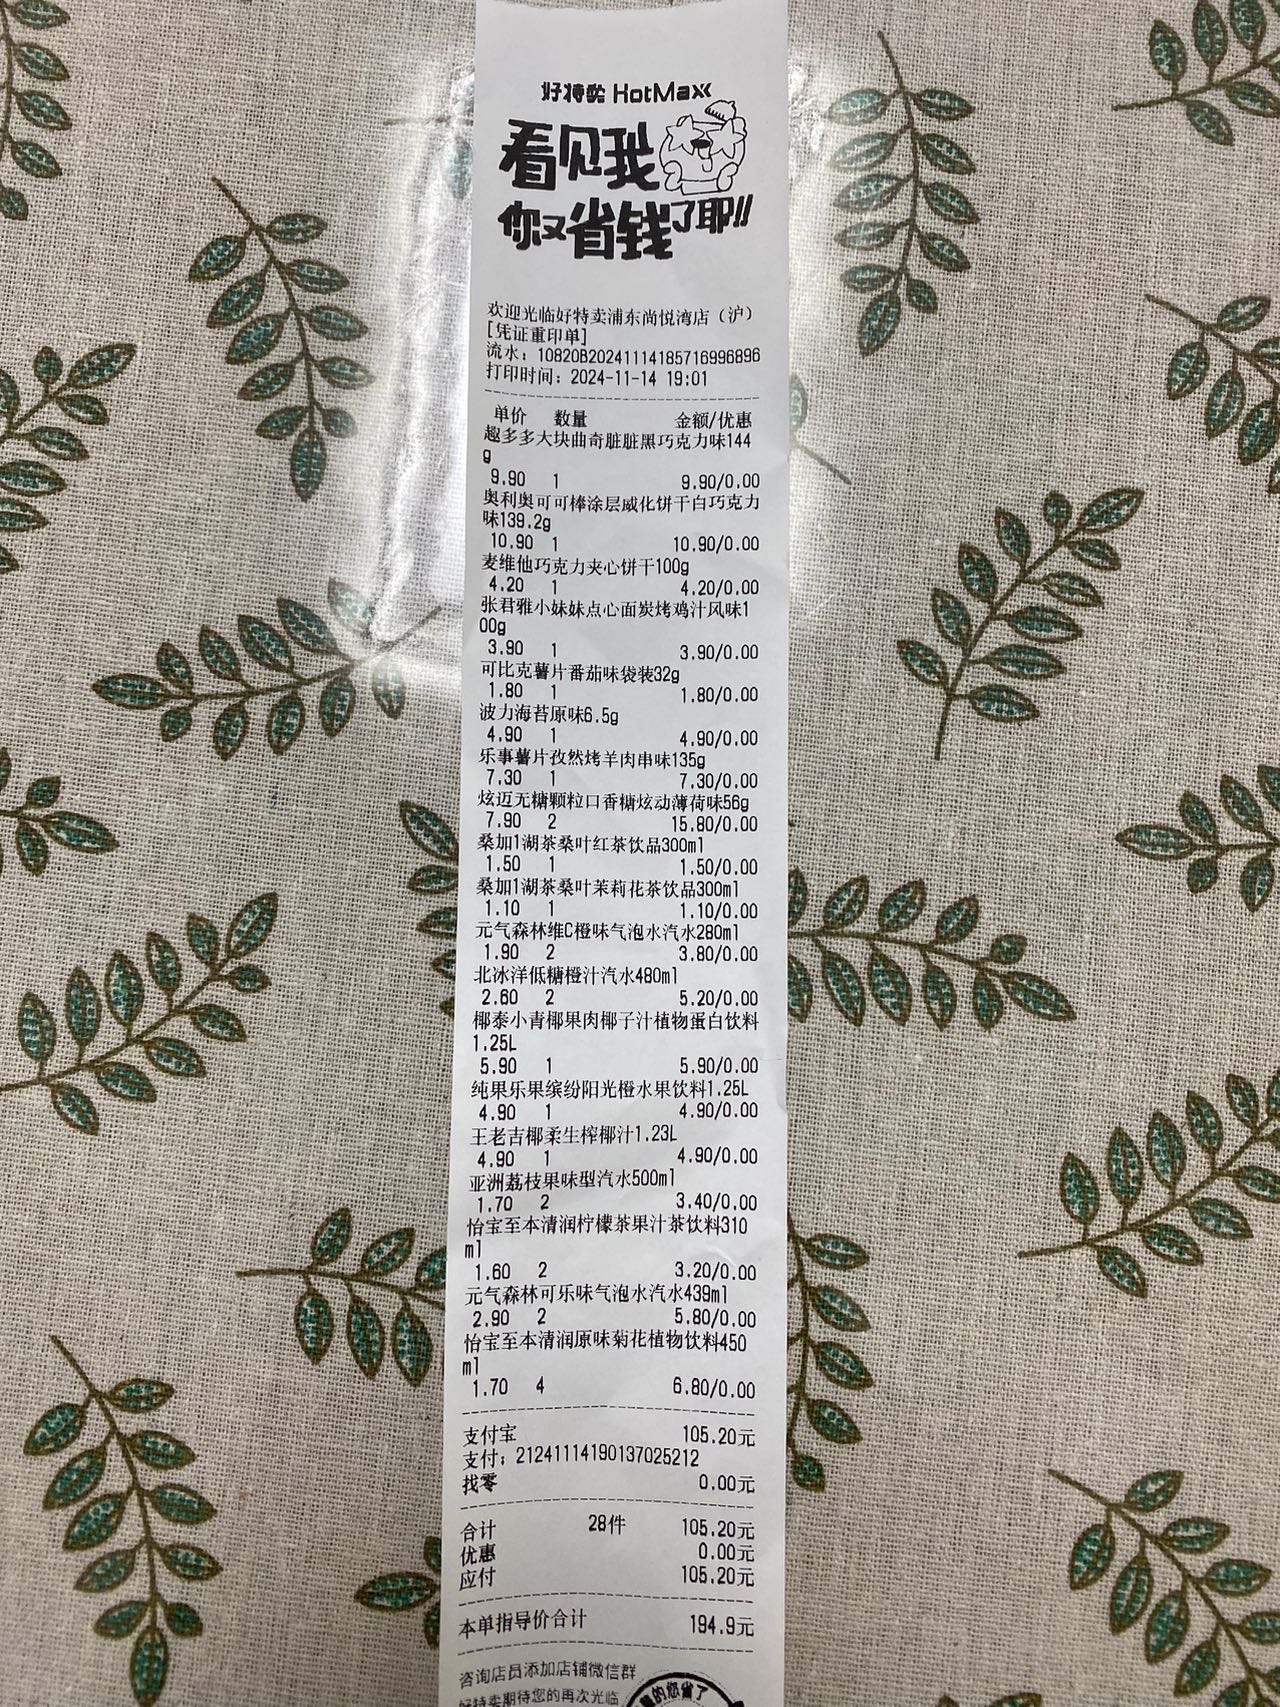 好特卖 HotMaxx
看见我
你又省钱了耶!!
欢迎光临好特卖浦东尚悦湾店（沪）
[凭证重印单]
流水：10820B20241114185716996896
打印时间：2024-11-14 19:01
单价 数量 金额/优惠
趣多多大块曲奇脏脏黑巧克力味144
g
9.90 1 9.90/0.00
奥利奥可可棒涂层威化饼干白巧克力
味139.2g
10.90 1 10.90/0.00
麦维他巧克力夹心饼干100g
4.20 1 4.20/0.00
张君雅小妹妹点心面炭烤鸡汁风味1
00g
3.90 1 3.90/0.00
可比克薯片番茄味袋装32g
1.80 1 1.80/0.00
波力海苔原味6.5g
4.90 1 4.90/0.00
乐事薯片孜然烤羊肉串味135g
7.30 1 7.30/0.00
炫迈无糖颗粒口香糖炫动薄荷味56g
7.90 2 15.80/0.00
桑加1湖茶桑叶红茶饮品300ml
1.50 1 1.50/0.00
桑加1湖茶桑叶茉莉花茶饮品300ml
1.10 1 1.10/0.00
元气森林维C橙味气泡水汽水280ml
1.90 2 3.80/0.00
北冰洋低糖橙汁汽水480ml
2.60 2 5.20/0.00
椰泰小青椰果肉椰子汁植物蛋白饮料
1.25L
5.90 1 5.90/0.00
纯果乐果缤纷阳光橙水果饮料1.25L
4.90 1 4.90/0.00
王老吉椰柔生榨椰汁1.23L
4.90 1 4.90/0.00
亚洲荔枝果味型汽水500ml
1.70 2 3.40/0.00
怡宝至本清润柠檬茶果汁茶饮料310
ml
1.60 2 3.20/0.00
元气森林可乐味气泡水汽水439ml
2.90 2 5.80/0.00
怡宝至本清润原味菊花植物饮料450
ml
1.70 4 6.80/0.00
支付宝 105.20元
支付：21241114190137025212
找零 0.00元
合计 28件 105.20元
优惠 0.00元
应付 105.20元
本单指导价合计 194.9元
咨询店员添加店铺微信群
好特卖期待您的再次光临
的您省了